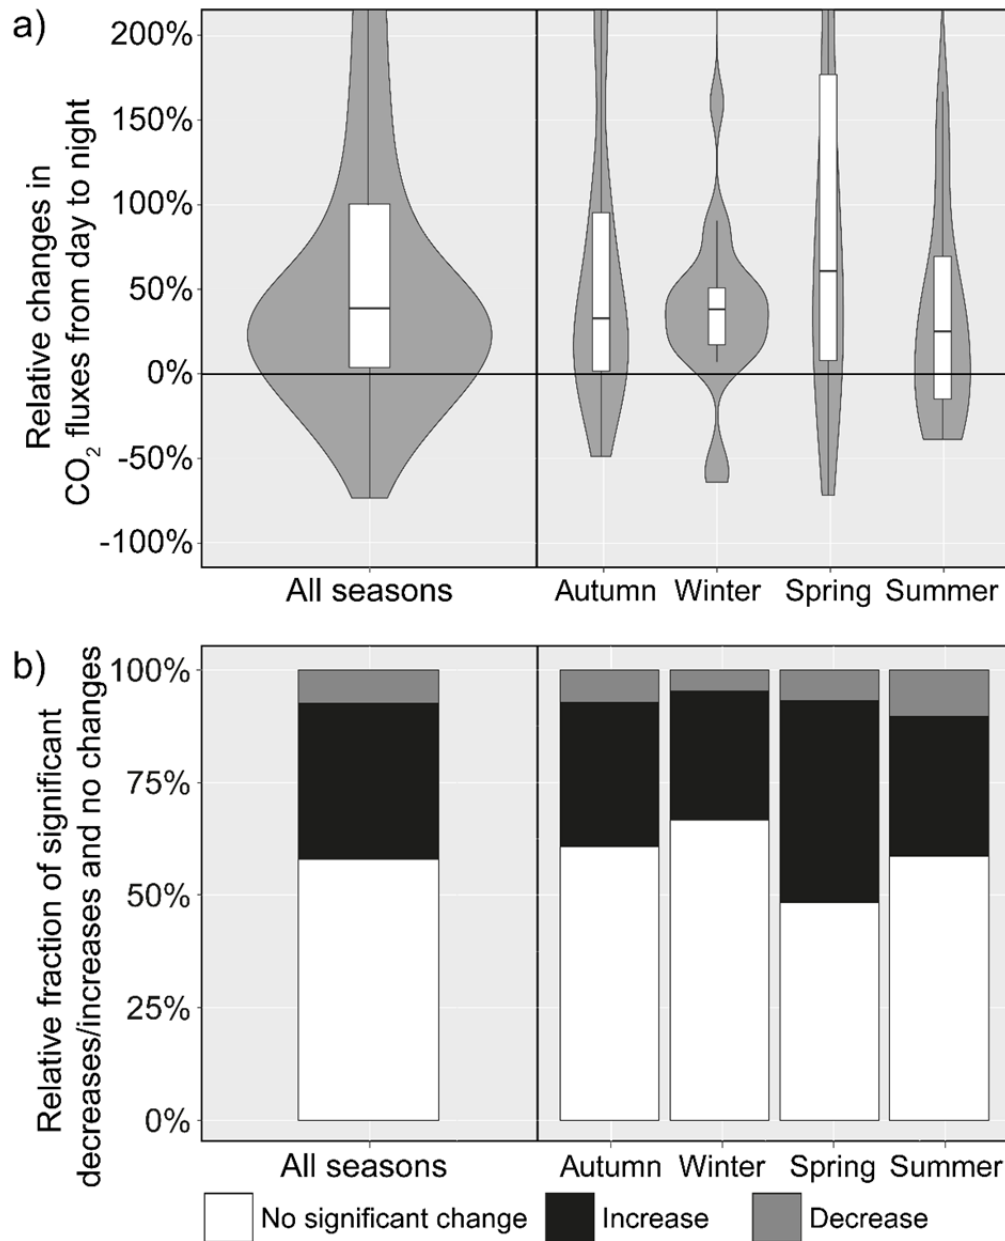 a)
Relative changes in
CO₂ fluxes from day to night
200%
150%
100%
50%
0%
-50%
-100%
All seasons
Autumn Winter Spring Summer
b)
Relative fraction of significant
decreases/increases and no changes
100%
75%
50%
25%
0%
All seasons
Autumn Winter Spring Summer
No significant change Increase Decrease